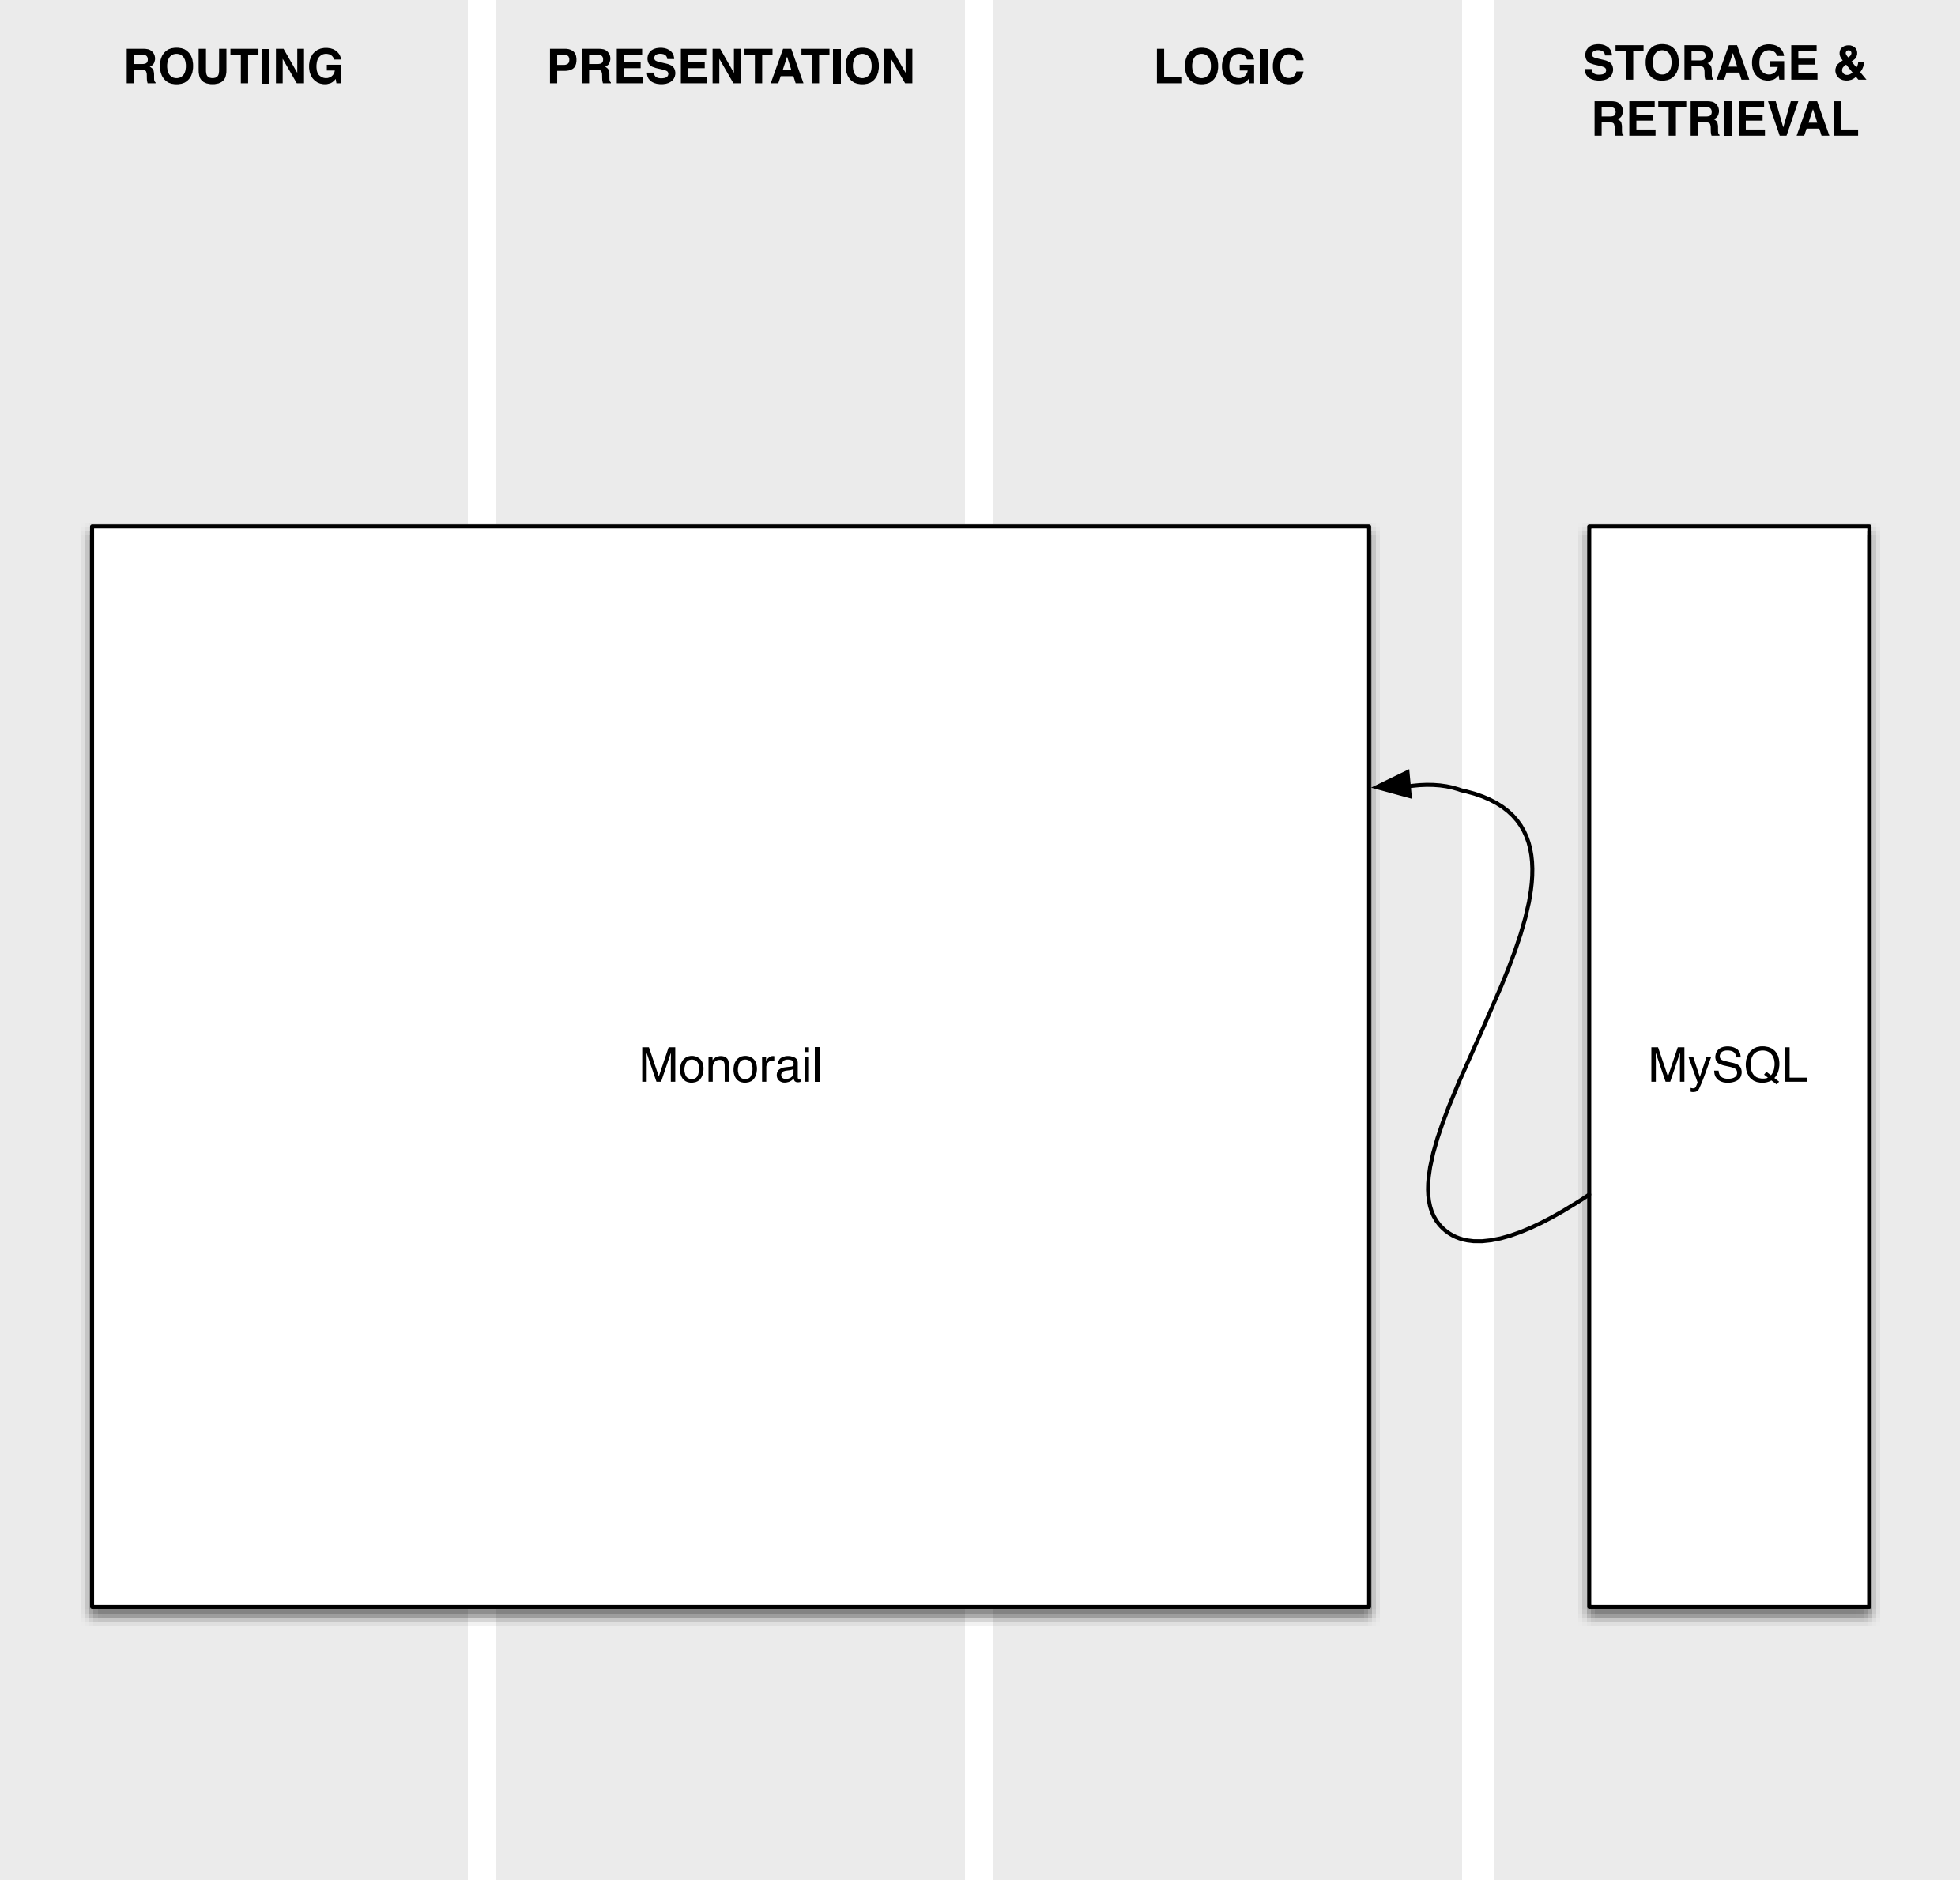 ROUTING
PRESENTATION
LOGIC
STORAGE &
RETRIEVAL
Monorail
MySQL